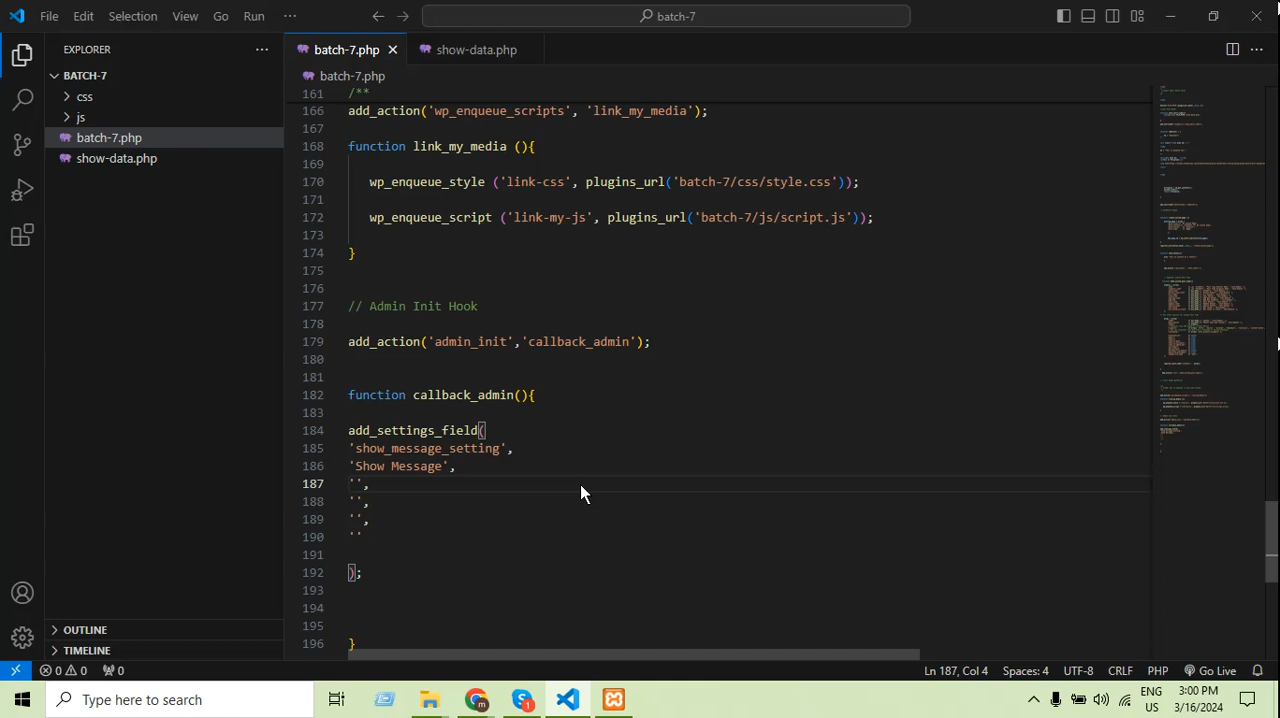 File Edit Selection View Go Run ··· batch-7
EXPLORER ···
batch-7.php
show-data.php
BATCH-7
css
js
batch-7.php
show-data.php
batch-7.php
161 /**
166 add_action('wp_enqueue_scripts', 'link_my_media');
167
168 function link_my_media (){
169
170 wp_enqueue_style ('link-css', plugins_url('batch-7/css/style.css'));
171
172 wp_enqueue_script ('link-my-js', plugins_url('batch-7/js/script.js'));
173
174 }
175
176
177 // Admin Init Hook
178
179 add_action('admin_init','callback_admin');
180
181
182 function callback_admin(){
183
184 add_settings_field(
185 'show_message_setting',
186 'Show Message',
187 '',
188 '',
189 '',
190 ''
191
192 );
193
194
195
196 }
OUTLINE
TIMELINE
0 0 0 Ln 187, Col 4 Spaces: 4 UTF-8 CRLF PHP Go Live
Type here to search
1
ENG
US
3:00 PM
3/16/2024